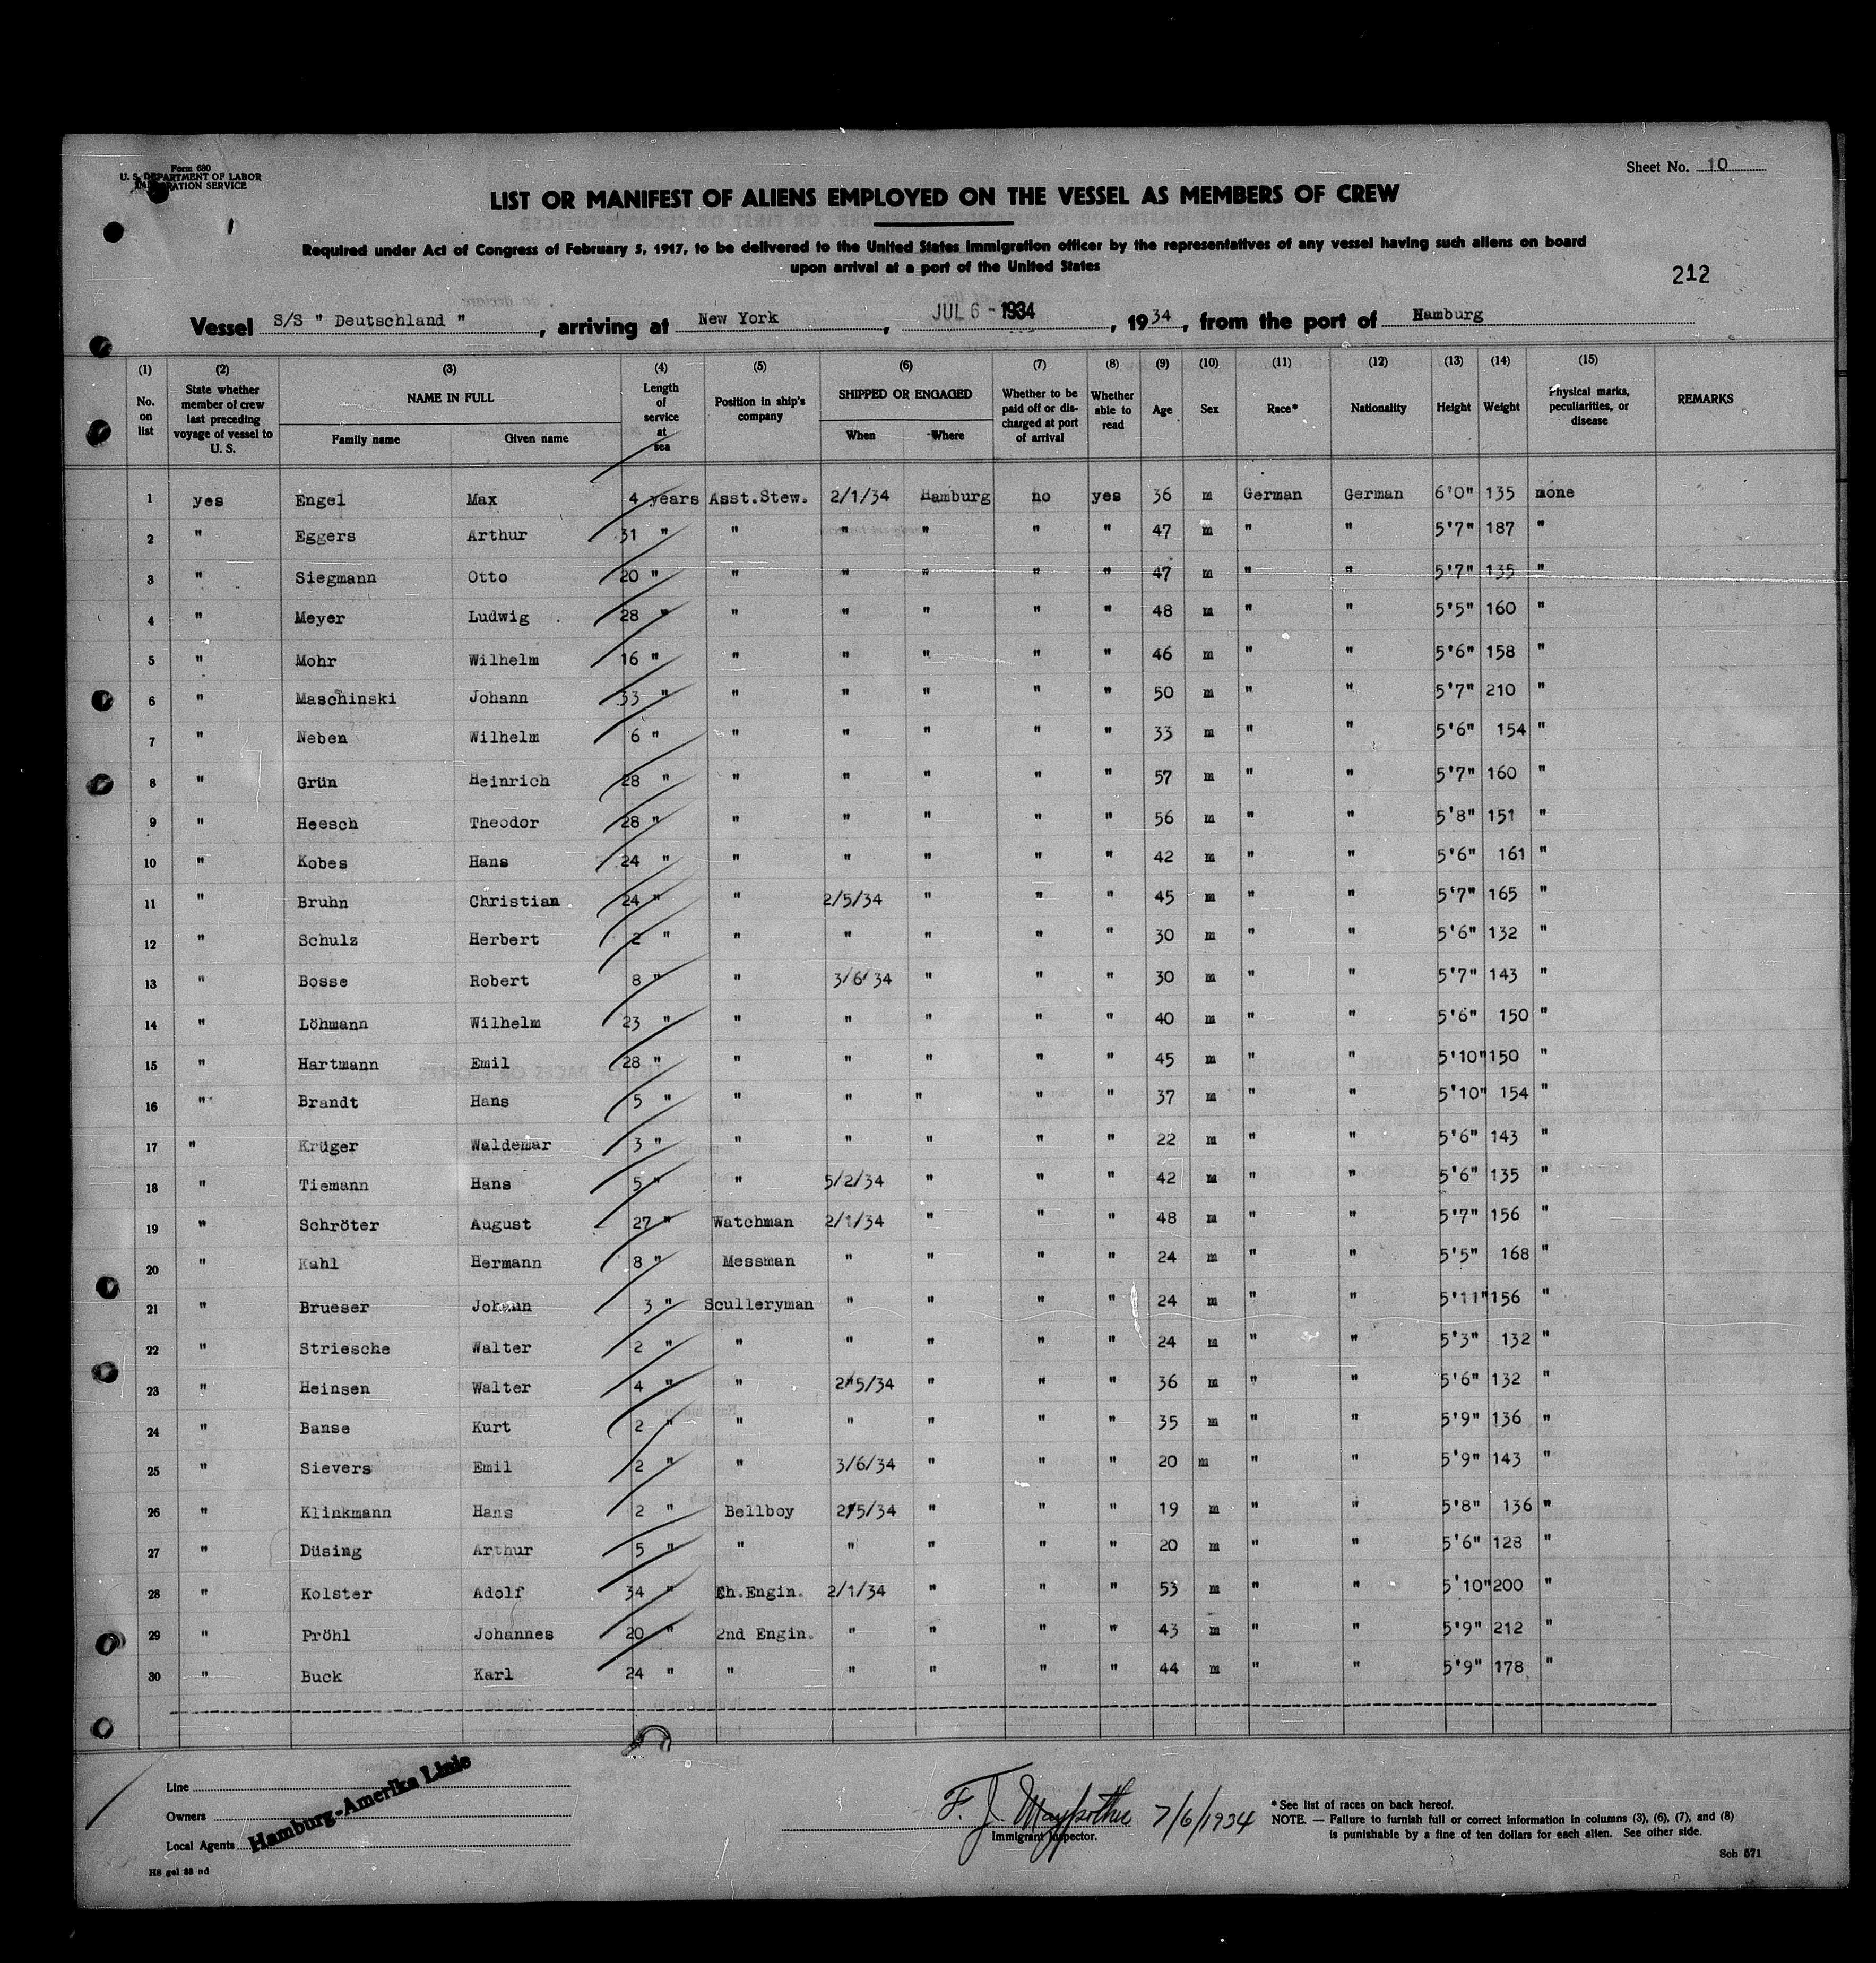 Form 680
U. S. DEPARTMENT OF LABOR
IMMIGRATION SERVICE
Sheet No. 10
LIST OR MANIFEST OF ALIENS EMPLOYED ON THE VESSEL AS MEMBERS OF CREW
Required under Act of Congress of February 5, 1917, to be delivered to the United States Immigration officer by the representatives of any vessel having such aliens on board
upon arrival at a port of the United States
212
Vessel S/S " Deutschland ", arriving at New York, JUL 6 - 1934, 1934, from the port of Hamburg
(1) (2) (3) (4) (5) (6) (7) (8) (9) (10) (11) (12) (13) (14) (15)
No. on list State whether member of crew last preceding voyage of vessel to U. S. NAME IN FULL Family name Given name Length of service at sea Position in ship's company SHIPPED OR ENGAGED When Where Whether to be paid off or discharged at port of arrival Whether able to read Age Sex Race* Nationality Height Weight Physical marks, peculiarities, or disease REMARKS
1 yes Engel Max 4 years Asst.Stew. 2/1/34 Hamburg no yes 36 m German German 6'0" 135 none
2 " Eggers Arthur 31 " " " " " " 47 m " " 5'7" 187 "
3 " Siegmann Otto 20 " " " " " " 47 m " " 5'7" 135 "
4 " Meyer Ludwig 28 " " " " " " 48 m " " 5'5" 160 "
5 " Mohr Wilhelm 16 " " " " " " 46 m " " 5'6" 158 "
6 " Maschinski Johann 33 " " " " " " 50 m " " 5'7" 210 "
7 " Neben Wilhelm 6 " " " " " " 33 m " " 5'6" 154 "
8 " Grün Heinrich 28 " " " " " " 57 m " " 5'7" 160 "
9 " Heesch Theodor 28 " " " " " " 56 m " " 5'8" 151 "
10 " Kobes Hans 24 " " " " " " 42 m " " 5'6" 161 "
11 " Bruhn Christian 24 " " 2/5/34 " " " 45 m " " 5'7" 165 "
12 " Schulz Herbert 2 " " " " " " 30 m " " 5'6" 132 "
13 " Bosse Robert 8 " " 3/6/34 " " " 30 m " " 5'7" 143 "
14 " Löhmann Wilhelm 23 " " " " " " 40 m " " 5'6" 150 "
15 " Hartmann Emil 28 " " " " " " 45 m " " 5'10" 150 "
16 " Brandt Hans 5 " " " " " " 37 m " " 5'10" 154 "
17 " Krüger Waldemar 3 " " " " " " 22 m " " 5'6" 143 "
18 " Tiemann Hans 5 " " 5/2/34 " " " 42 m " " 5'6" 135 "
19 " Schröter August 27 " Watchman 2/1/34 " " " 48 m " " 5'7" 156 "
20 " Kahl Hermann 8 " Messman " " " " 24 m " " 5'5" 168 "
21 " Brueser Johann 3 " Sculleryman " " " " 24 m " " 5'11" 156 "
22 " Striesche Walter 2 " " " " " " 24 m " " 5'3" 132 "
23 " Heinsen Walter 4 " " 2/5/34 " " " 36 m " " 5'6" 132 "
24 " Banse Kurt 2 " " " " " " 35 m " " 5'9" 136 "
25 " Sievers Emil 2 " " 3/6/34 " " " 20 m " " 5'9" 143 "
26 " Klinkmann Hans 2 " Bellboy 2/5/34 " " " 19 m " " 5'8" 136 "
27 " Düsing Arthur 5 " " " " " " 20 m " " 5'6" 128 "
28 " Kolster Adolf 34 " Ch.Engin. 2/1/34 " " " 53 m " " 5'10" 200 "
29 " Pröhl Johannes 20 " 2nd Engin. " " " " 43 m " " 5'9" 212 "
30 " Buck Karl 24 " " " " " " 44 m " " 5'9" 178 "
Line
Owners
Local Agents
Hamburg-Amerika Linie
F. J. 7/6/1934
Immigrant Inspector.
* See list of races on back hereof.
NOTE. — Failure to furnish full or correct information in columns (3), (6), (7), and (8)
is punishable by a fine of ten dollars for each alien. See other side.
Sch 571